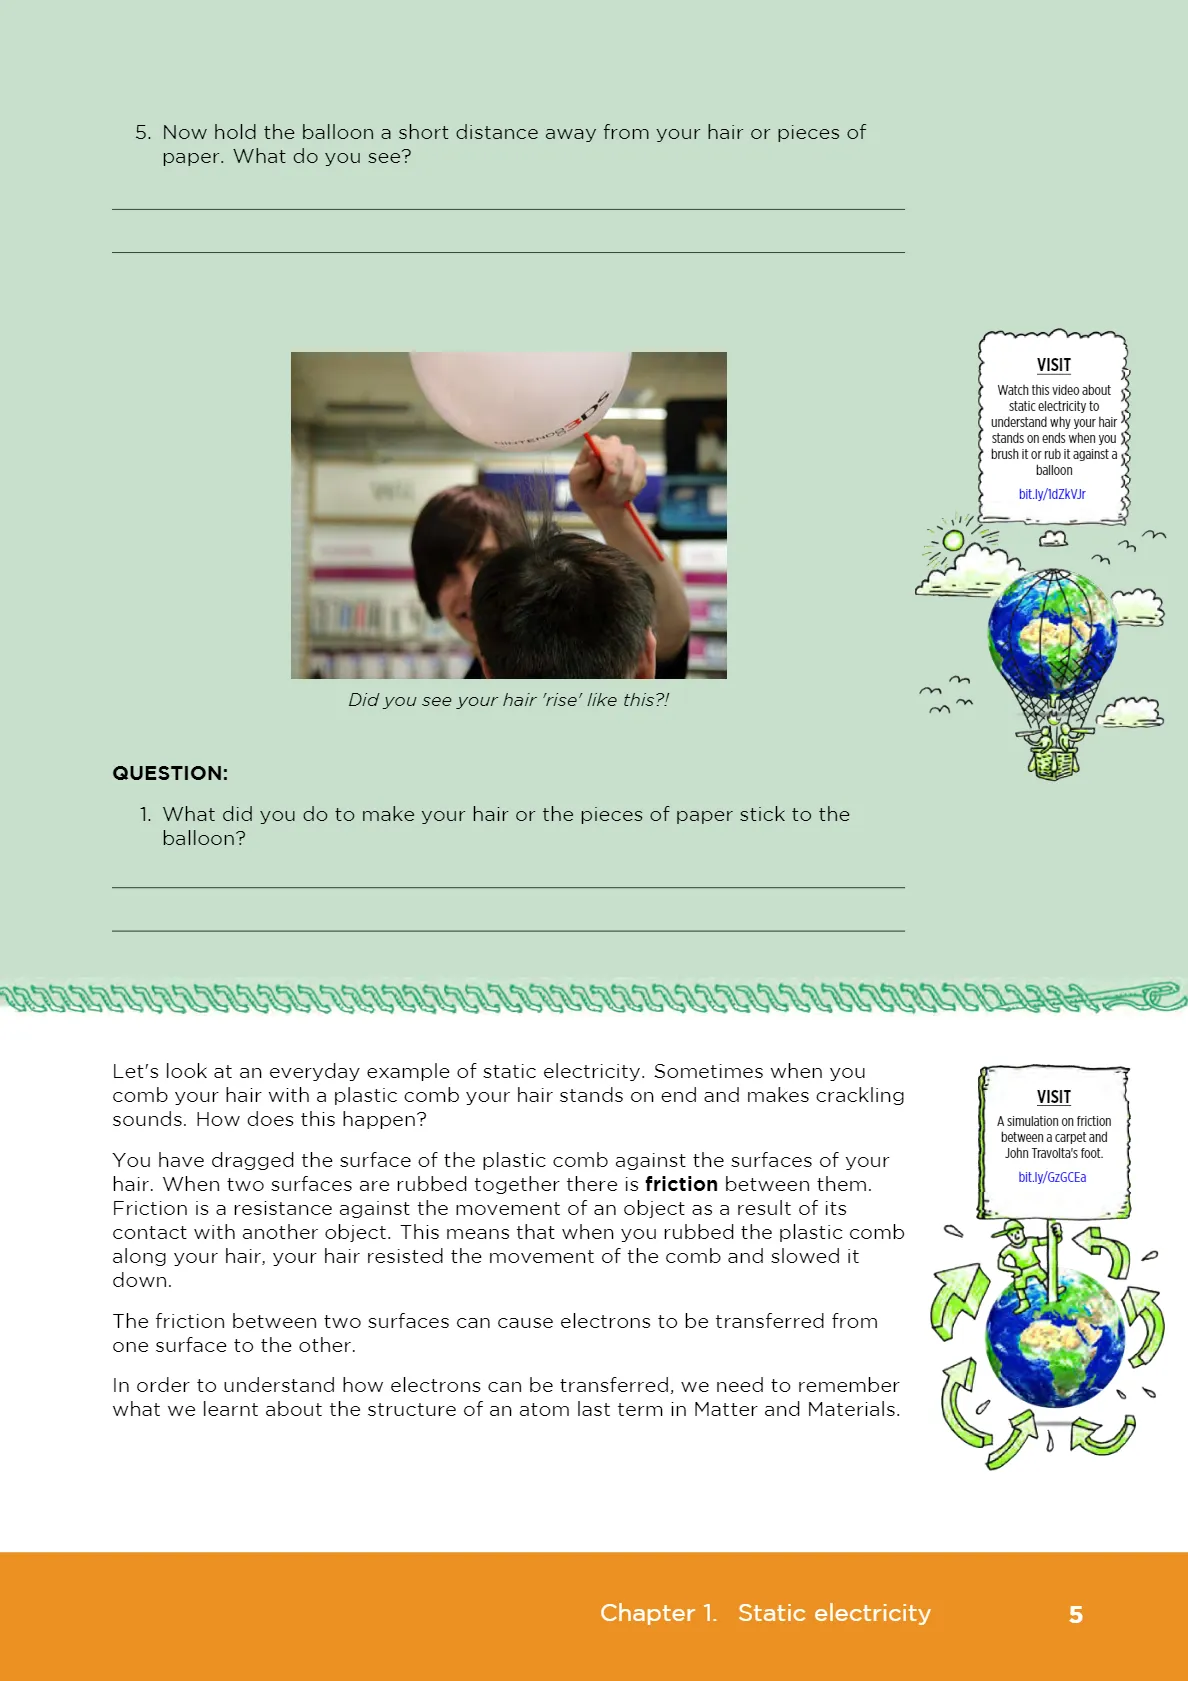 5. Now hold the balloon a short distance away from your hair or pieces of
paper. What do you see?
VISIT
Watch this video about
static electricity to
understand why your hair
stands on ends when you
brush it or rub it against a
balloon
bit.ly/1dZkVJr
NINTENDO3DS
Wii
Did you see your hair 'rise' like this?!
QUESTION:
1. What did you do to make your hair or the pieces of paper stick to the
balloon?
Let's look at an everyday example of static electricity. Sometimes when you
comb your hair with a plastic comb your hair stands on end and makes crackling
sounds. How does this happen?
You have dragged the surface of the plastic comb against the surfaces of your
hair. When two surfaces are rubbed together there is friction between them.
Friction is a resistance against the movement of an object as a result of its
contact with another object. This means that when you rubbed the plastic comb
along your hair, your hair resisted the movement of the comb and slowed it
down.
The friction between two surfaces can cause electrons to be transferred from
one surface to the other.
In order to understand how electrons can be transferred, we need to remember
what we learnt about the structure of an atom last term in Matter and Materials.
VISIT
A simulation on friction
between a carpet and
John Travolta's foot.
bit.ly/GzGCEa
Chapter 1. Static electricity 5